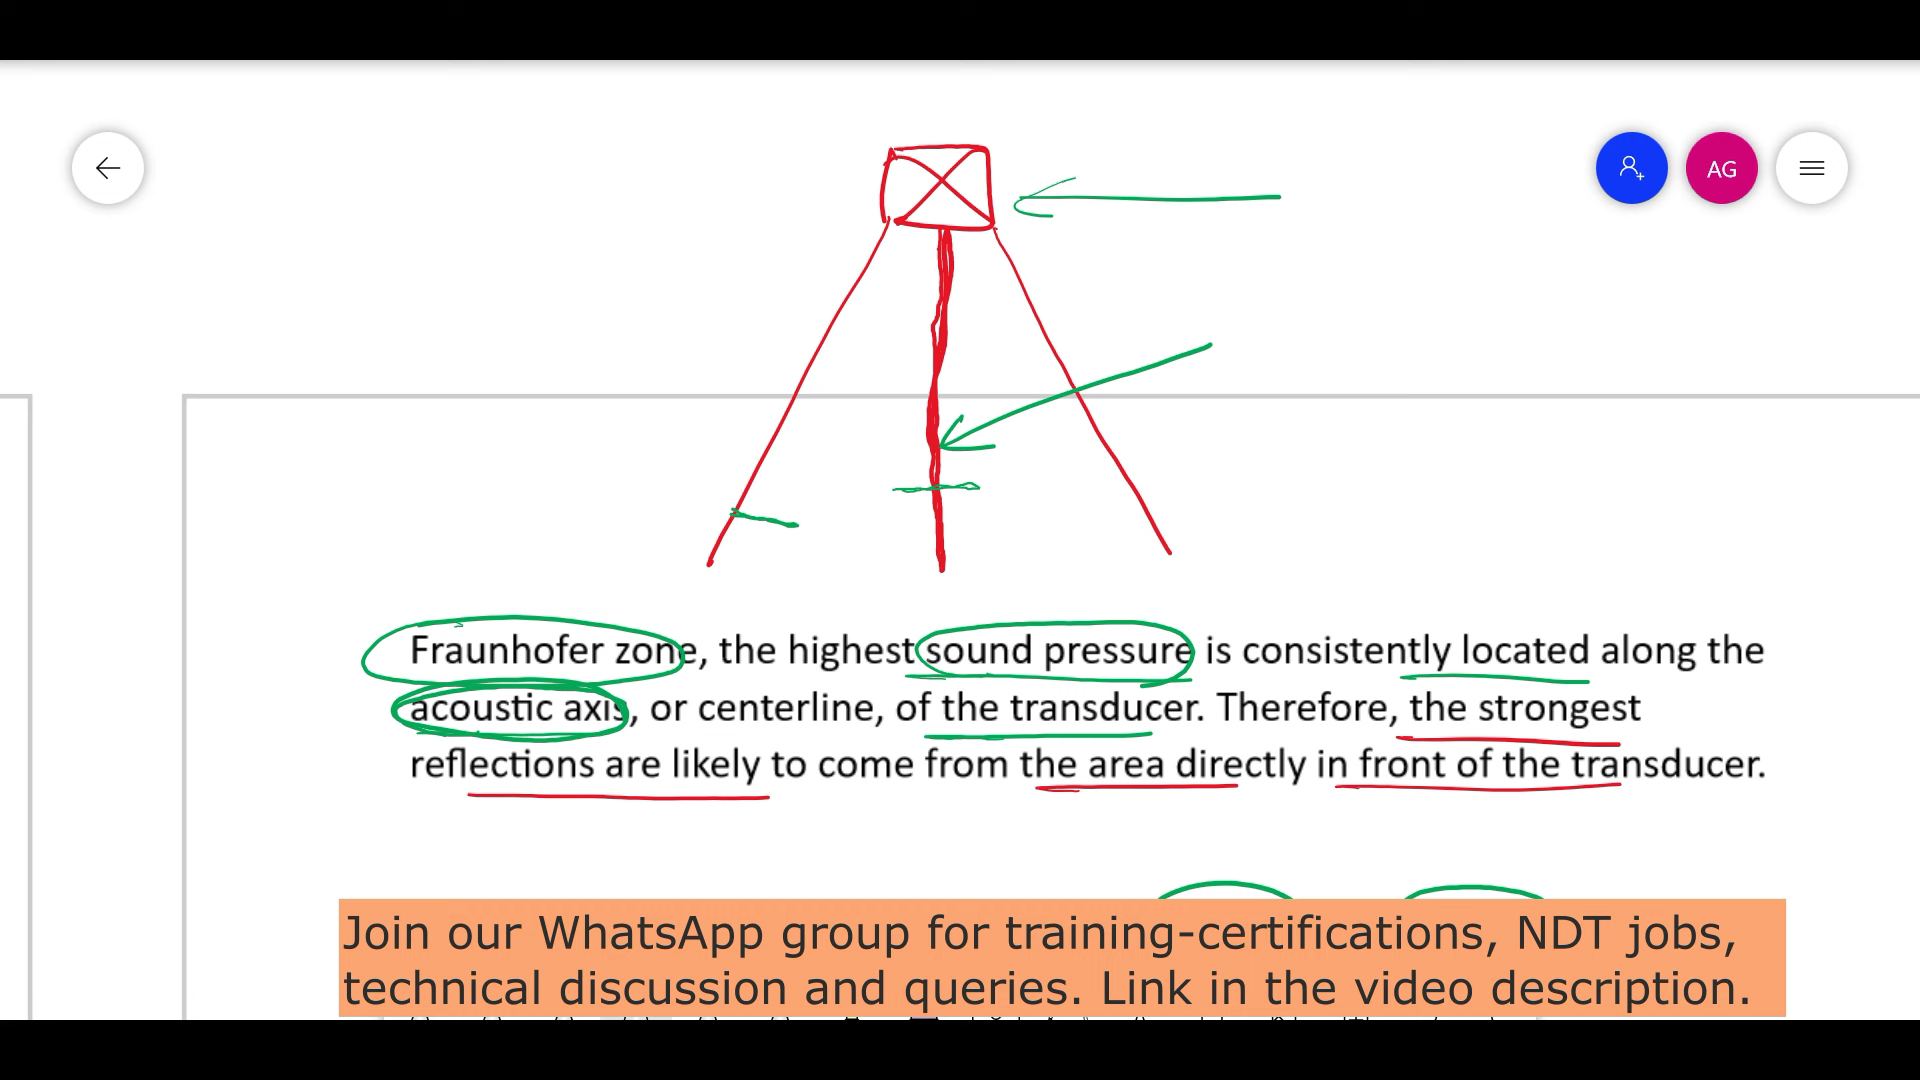 AG
Fraunhofer zone, the highest sound pressure is consistently located along the
acoustic axis, or centerline, of the transducer. Therefore, the strongest
reflections are likely to come from the area directly in front of the transducer.
Join our WhatsApp group for training-certifications, NDT jobs,
technical discussion and queries. Link in the video description.